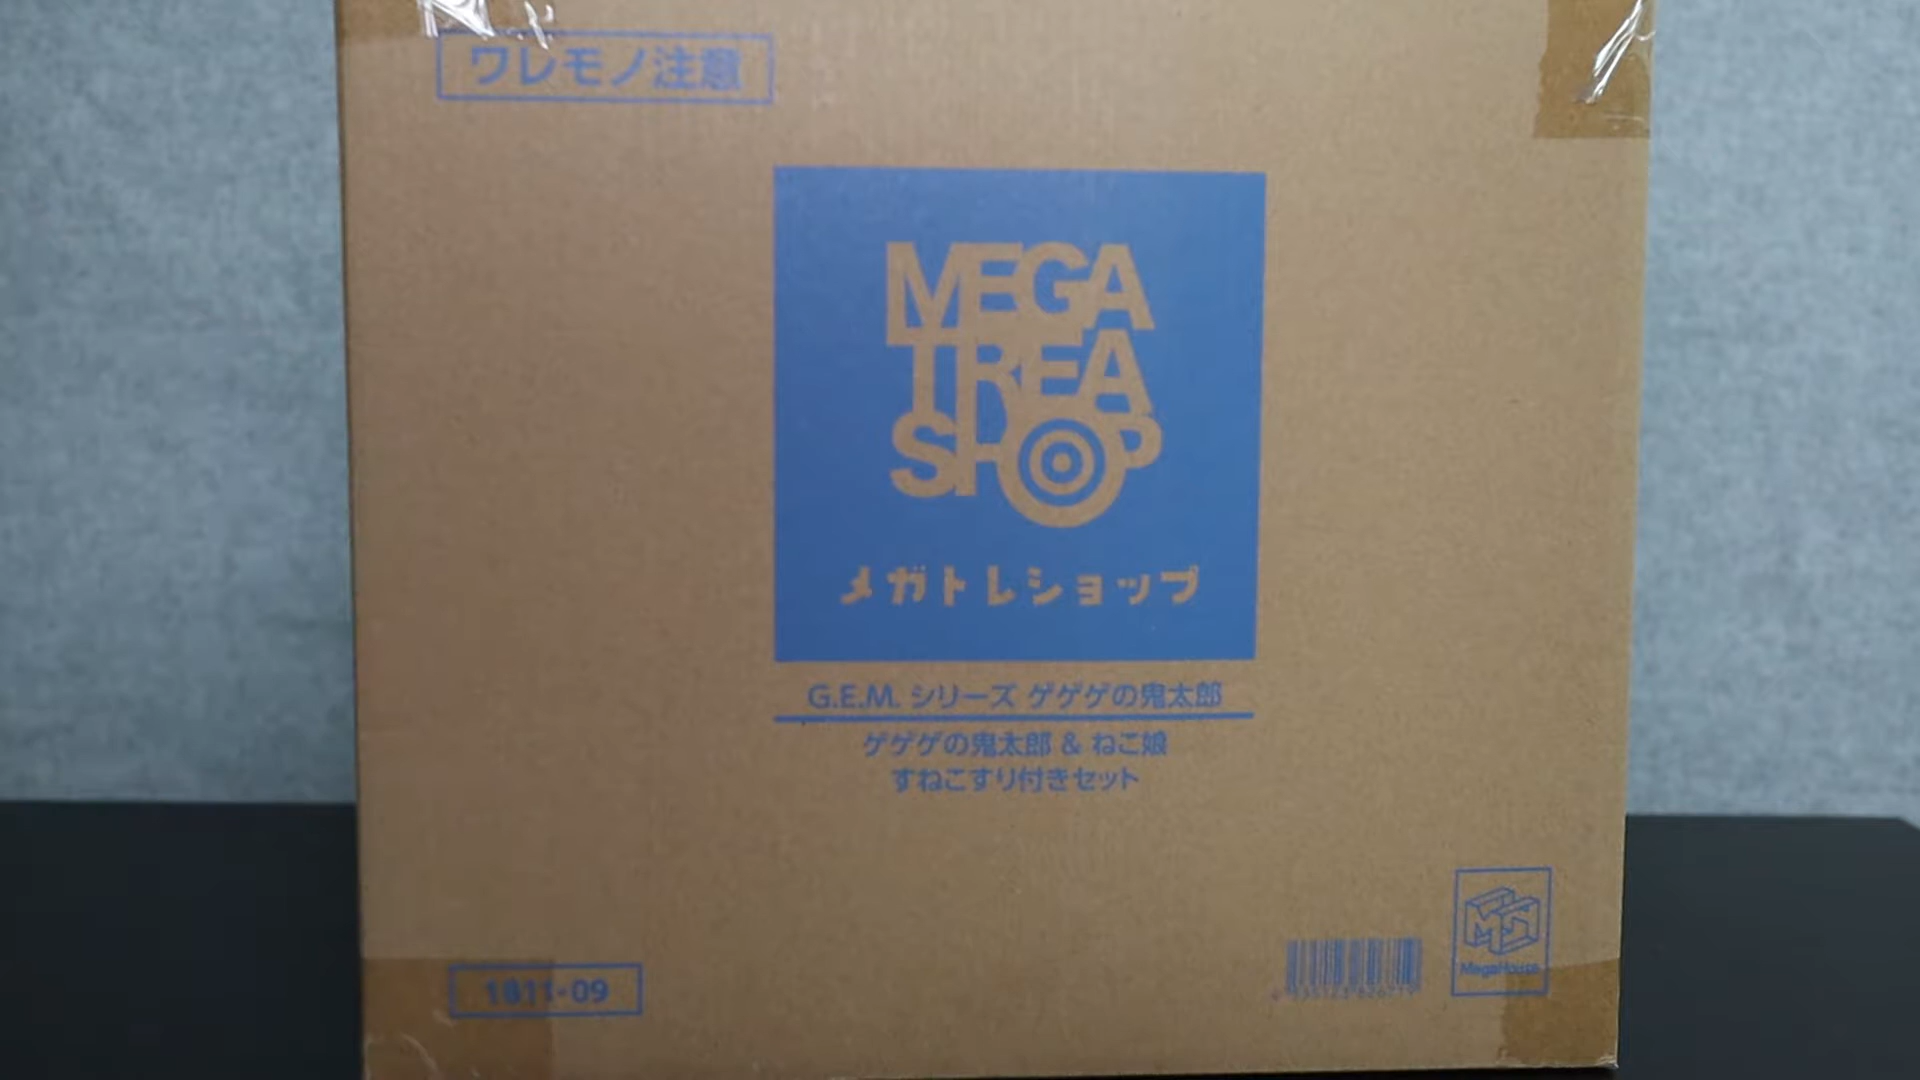 ワレモノ注意
MEGA
TREA
SHOP
メガトレショップ
G.E.M. シリーズ ゲゲゲの鬼太郎
ゲゲゲの鬼太郎 & ねこ娘
すねこすり付きセット
1811-09
MegaHouse